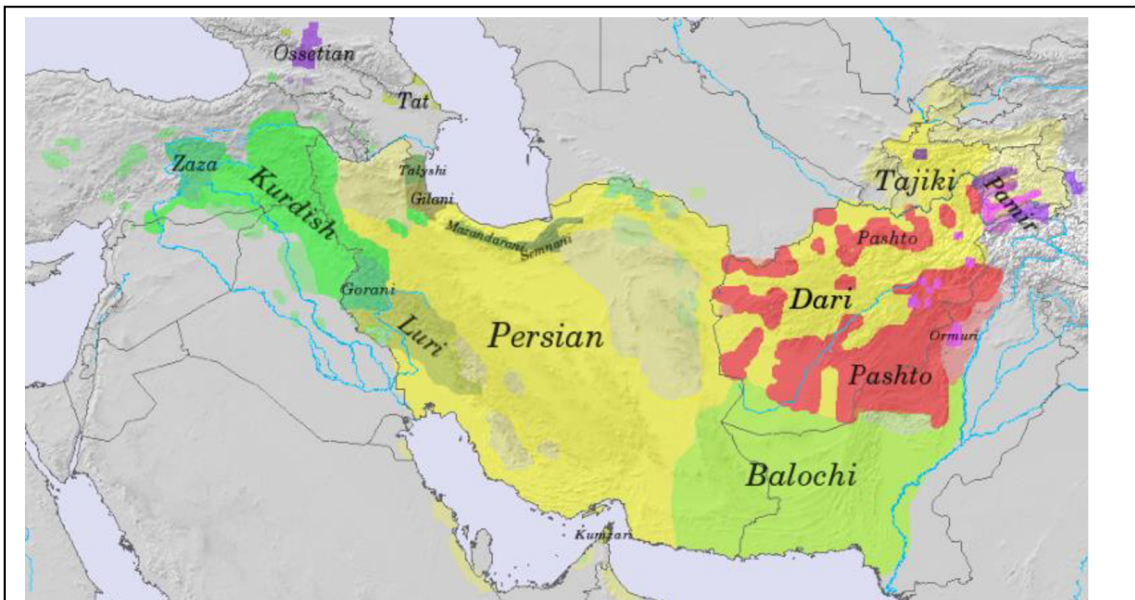 Ossetian
Tat
Zaza
Talyshi
Tajiki
Pamir
Kurdish
Gilani
Mazandarani
Semnani
Pashto
Gorani
Dari
Luri
Persian
Ormuri
Pashto
Balochi
Kumzari